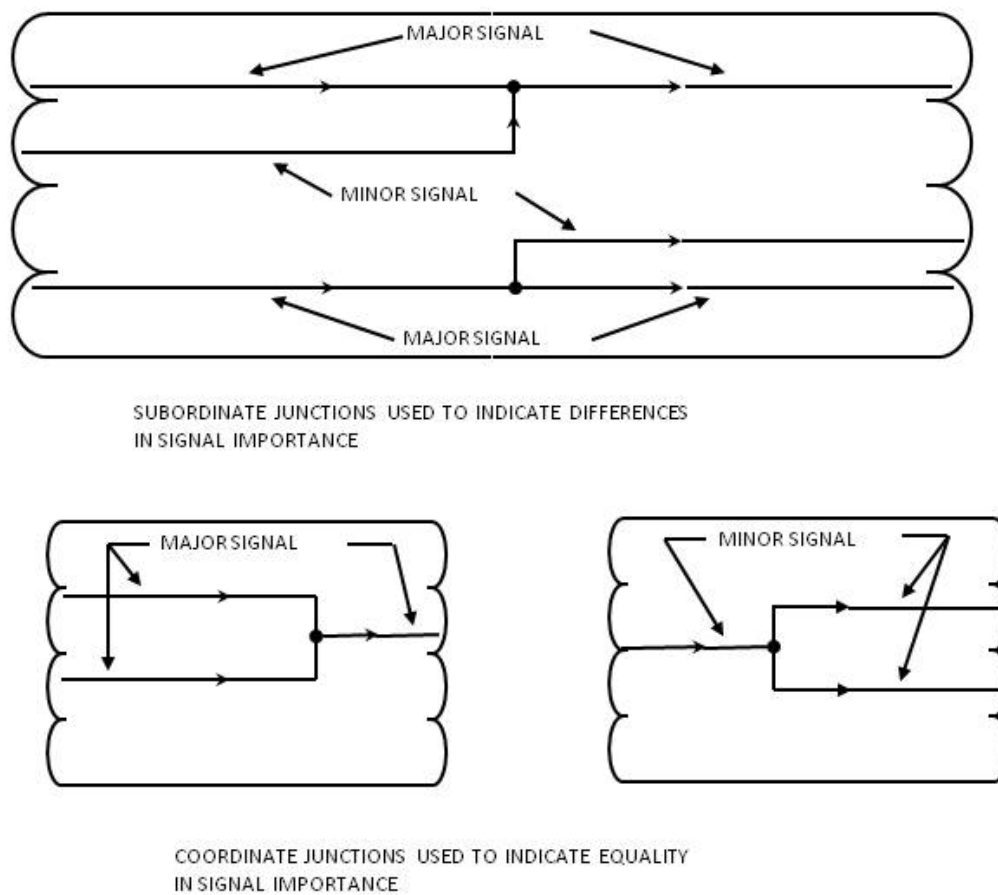 MAJOR SIGNAL
MINOR SIGNAL
MAJOR SIGNAL
SUBORDINATE JUNCTIONS USED TO INDICATE DIFFERENCES
IN SIGNAL IMPORTANCE
MAJOR SIGNAL
MINOR SIGNAL
COORDINATE JUNCTIONS USED TO INDICATE EQUALITY
IN SIGNAL IMPORTANCE